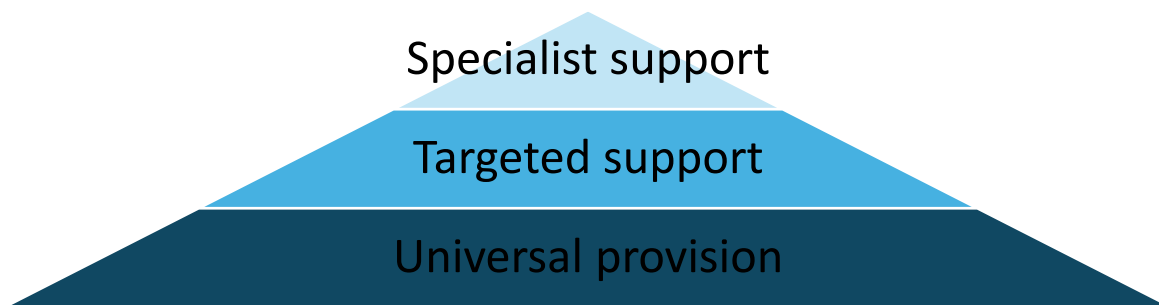 Specialist support
Targeted support
Universal provision